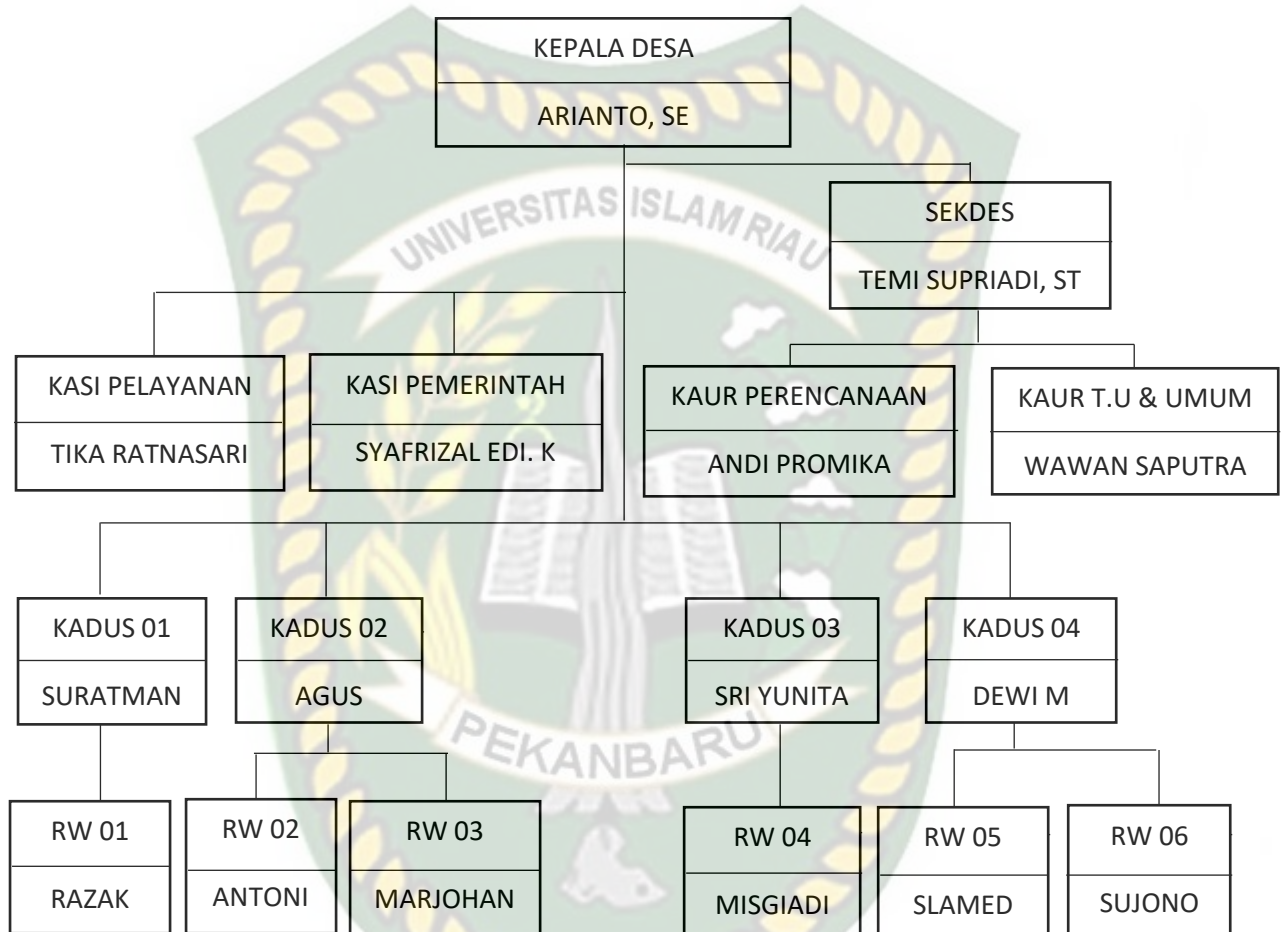 KEPALA DESA
ARIANTO, SE
UNIVERSITAS ISLAM RIAU
SEKDES
TEMI SUPRIADI, ST
KASI PELAYANAN
TIKA RATNASARI
KASI PEMERINTAH
SYAFRIZAL EDI. K
KAUR PERENCANAAN
ANDI PROMIKA
KAUR T.U & UMUM
WAWAN SAPUTRA
KADUS 01
SURATMAN
KADUS 02
AGUS
KADUS 03
SRI YUNITA
KADUS 04
DEWI M
PEKANBARU
RW 01
RAZAK
RW 02
ANTONI
RW 03
MARJOHAN
RW 04
MISGIADI
RW 05
SLAMED
RW 06
SUJONO